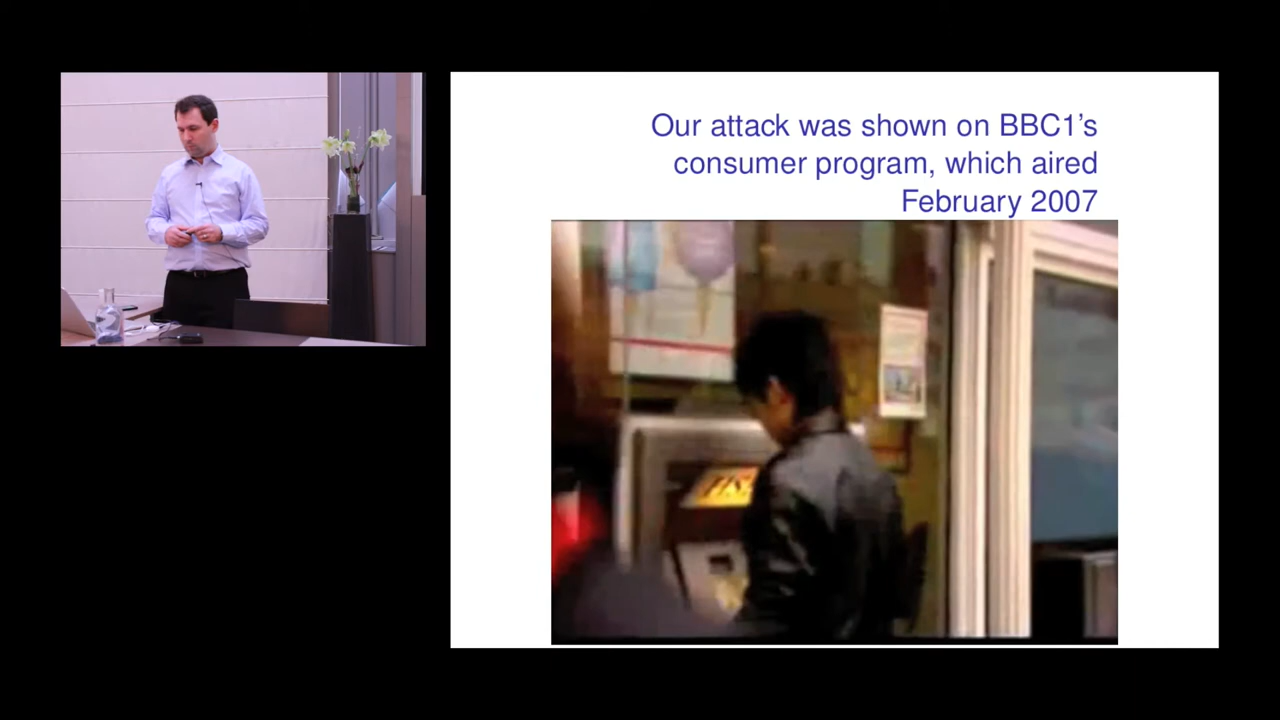 Our attack was shown on BBC1's
consumer program, which aired
February 2007